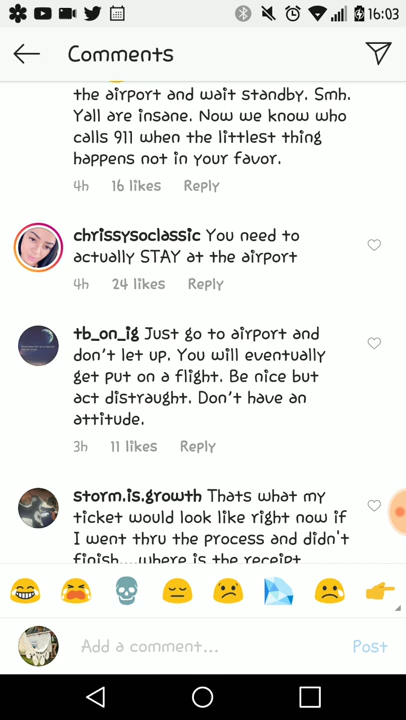 16:03
Comments
the airport and wait standby. Smh.
Yall are insane. Now we know who
calls 911 when the littlest thing
happens not in your favor.
4h 16 likes Reply
chrissysoclassic You need to
actually STAY at the airport
4h 24 likes Reply
tb_on_ig Just go to airport and
don't let up. You will eventually
get put on a flight. Be nice but
act distraught. Don't have an
attitude.
3h 11 likes Reply
storm.is.growth Thats what my
ticket would look like right now if
I went thru the process and didn't
finish....where is the receipt
Add a comment... Post